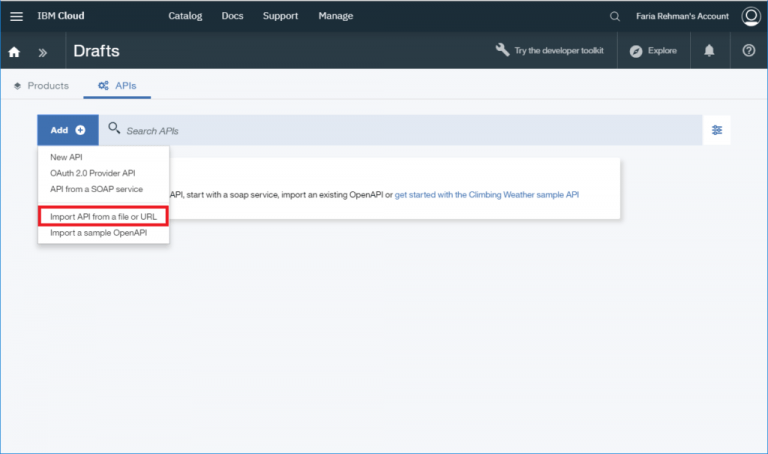 IBM Cloud Catalog Docs Support Manage Faria Rehman's Account
Drafts Try the developer toolkit Explore
Products APIs
Add Search APIs
New API
OAuth 2.0 Provider API
API from a SOAP service
API, start with a soap service, import an existing OpenAPI or get started with the Climbing Weather sample API
Import API from a file or URL
Import a sample OpenAPI